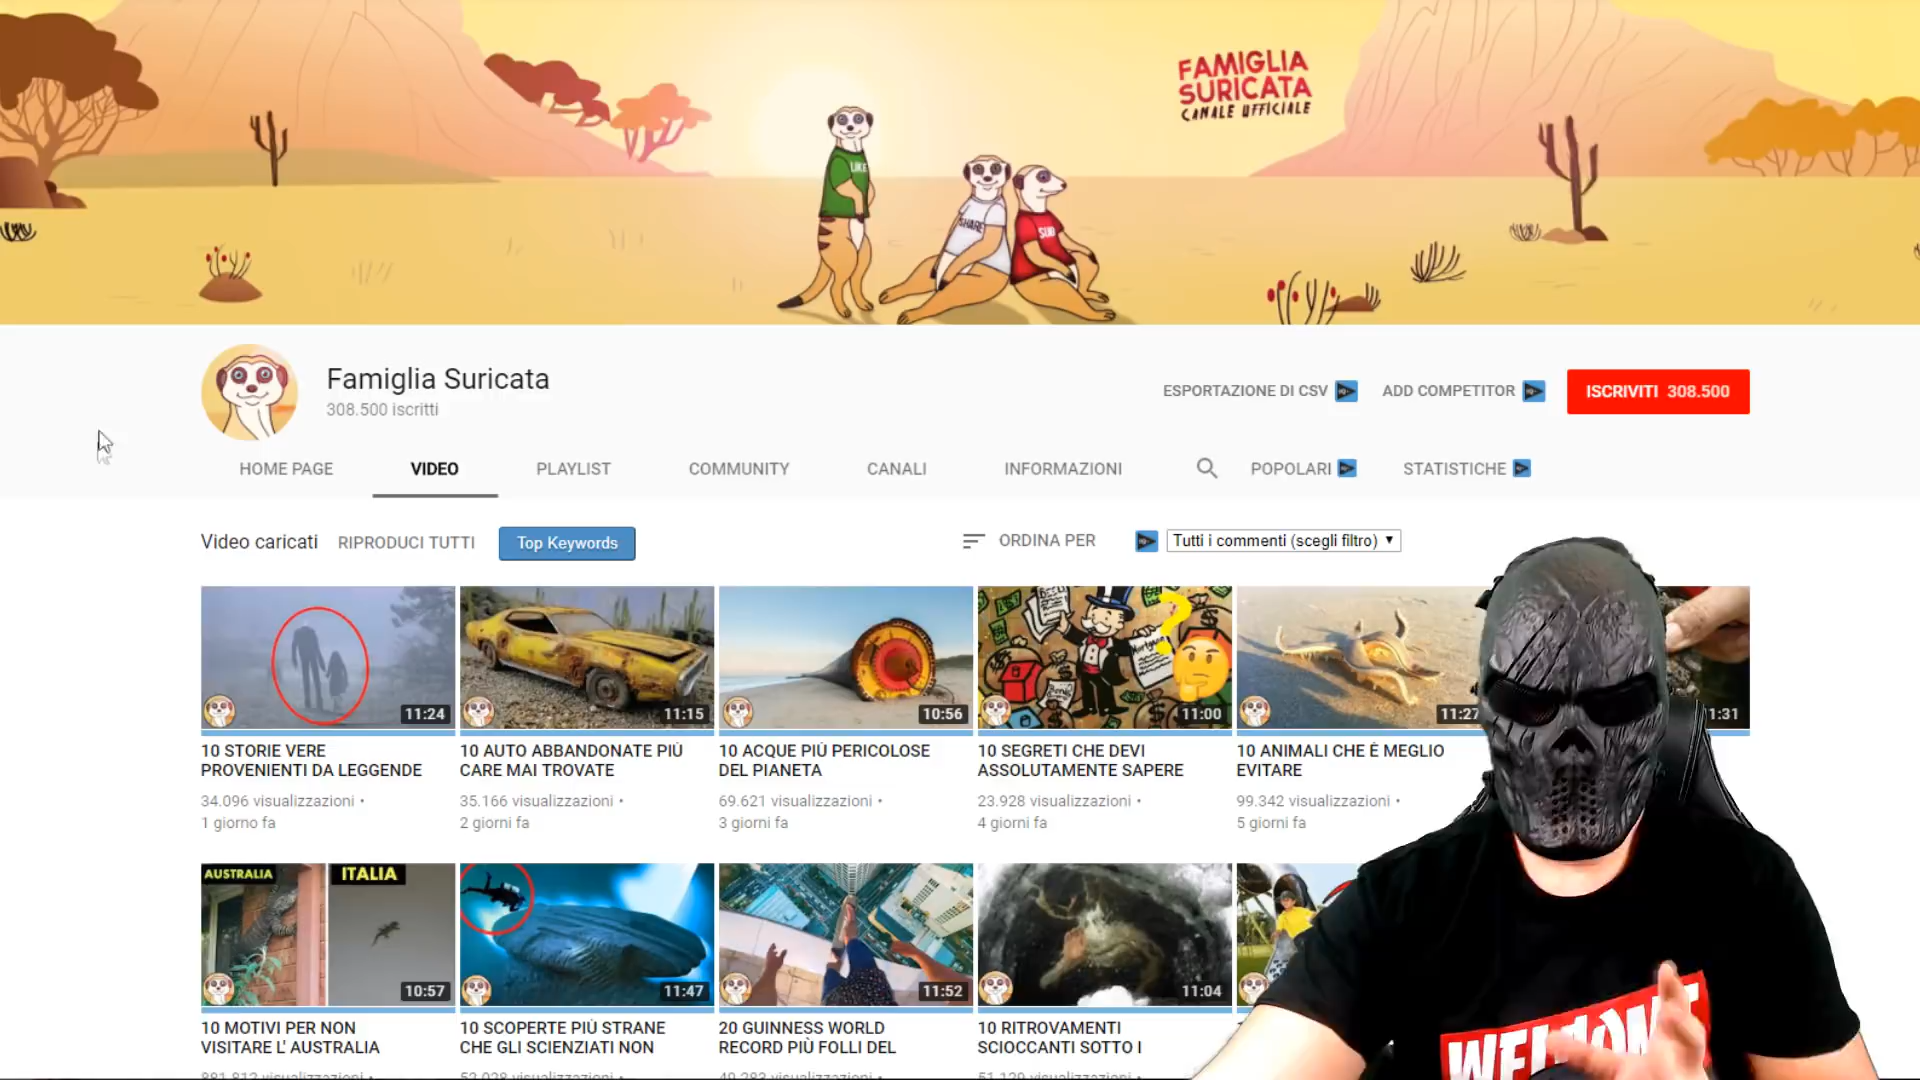 FAMIGLIA
SURICATA
CANALE UFFICIALE
LIKE
SHARE
SUB
Famiglia Suricata
308.500 iscritti
ESPORTAZIONE DI CSV
ADD COMPETITOR
ISCRIVITI 308.500
HOME PAGE
VIDEO
PLAYLIST
COMMUNITY
CANALI
INFORMAZIONI
POPOLARI
STATISTICHE
Video caricati
RIPRODUCI TUTTI
Top Keywords
ORDINA PER
Tutti i commenti (scegli filtro)
11:24
11:15
10:56
11:00
11:27
1:31
10 STORIE VERE
PROVENIENTI DA LEGGENDE
34.096 visualizzazioni •
1 giorno fa
10 AUTO ABBANDONATE PIÙ
CARE MAI TROVATE
35.166 visualizzazioni •
2 giorni fa
10 ACQUE PIÙ PERICOLOSE
DEL PIANETA
69.621 visualizzazioni •
3 giorni fa
10 SEGRETI CHE DEVI
ASSOLUTAMENTE SAPERE
23.928 visualizzazioni •
4 giorni fa
10 ANIMALI CHE È MEGLIO
EVITARE
99.342 visualizzazioni •
5 giorni fa
AUSTRALIA
ITALIA
10:57
11:47
11:52
11:04
10 MOTIVI PER NON
VISITARE L' AUSTRALIA
10 SCOPERTE PIÙ STRANE
CHE GLI SCIENZIATI NON
20 GUINNESS WORLD
RECORD PIÙ FOLLI DEL
10 RITROVAMENTI
SCIOCCANTI SOTTO I